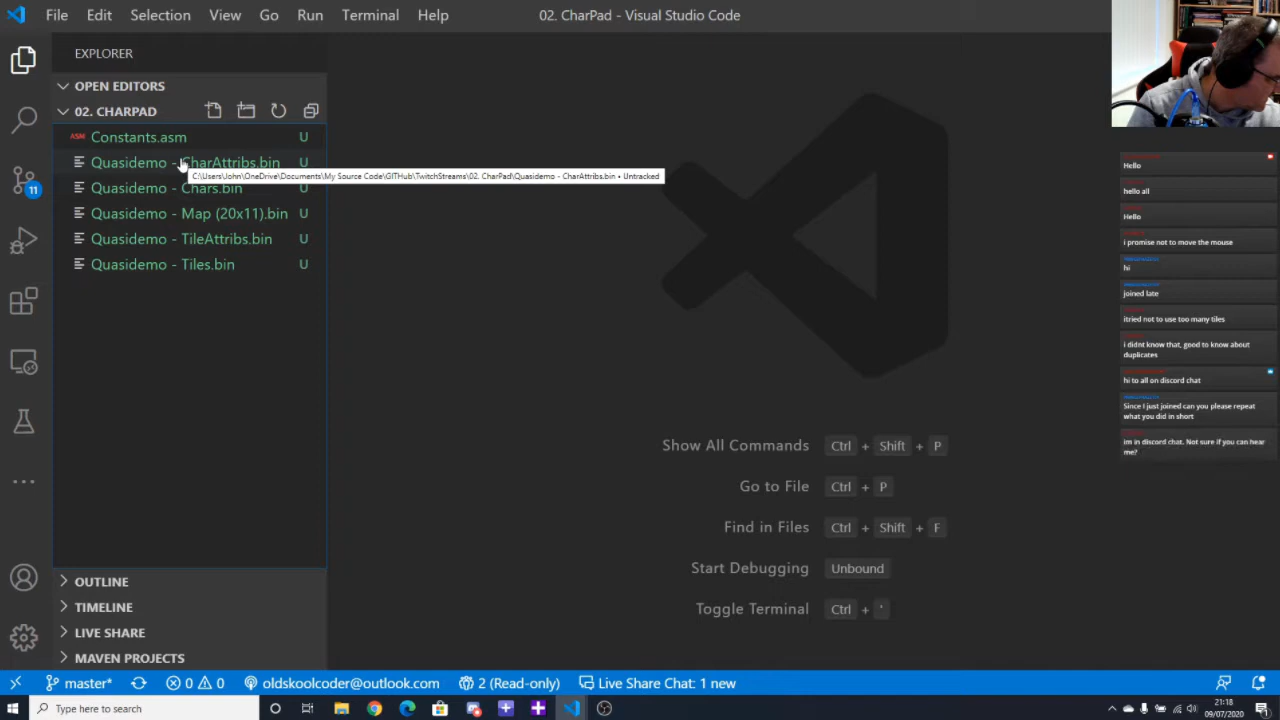 File Edit Selection View Go Run Terminal Help 02. CharPad - Visual Studio Code
EXPLORER
OPEN EDITORS
02. CHARPAD
ASM Constants.asm U
Quasidemo - CharAttribs.bin U
C:\Users\John\OneDrive\Documents\My Source Code\GITHub\TwitchStreams\02. CharPad\Quasidemo - CharAttribs.bin • Untracked
Quasidemo - Chars.bin U
Quasidemo - Map (20x11).bin U
Quasidemo - TileAttribs.bin U
Quasidemo - Tiles.bin U
11
OUTLINE
TIMELINE
LIVE SHARE
MAVEN PROJECTS
Show All Commands Ctrl + Shift + P
Go to File Ctrl + P
Find in Files Ctrl + Shift + F
Start Debugging Unbound
Toggle Terminal Ctrl + '
Hello
hello all
Hello
i promise not to move the mouse
hi
joined late
itried not to use too many tiles
i didnt know that, good to know about
duplicates
hi to all on discord chat
Since I just joined can you please repeat
what you did in short
im in discord chat. Not sure if you can hear
me?
master* 0 0 oldskoolcoder@outlook.com 2 (Read-only) Live Share Chat: 1 new
Type here to search
21:18
09/07/2020
1